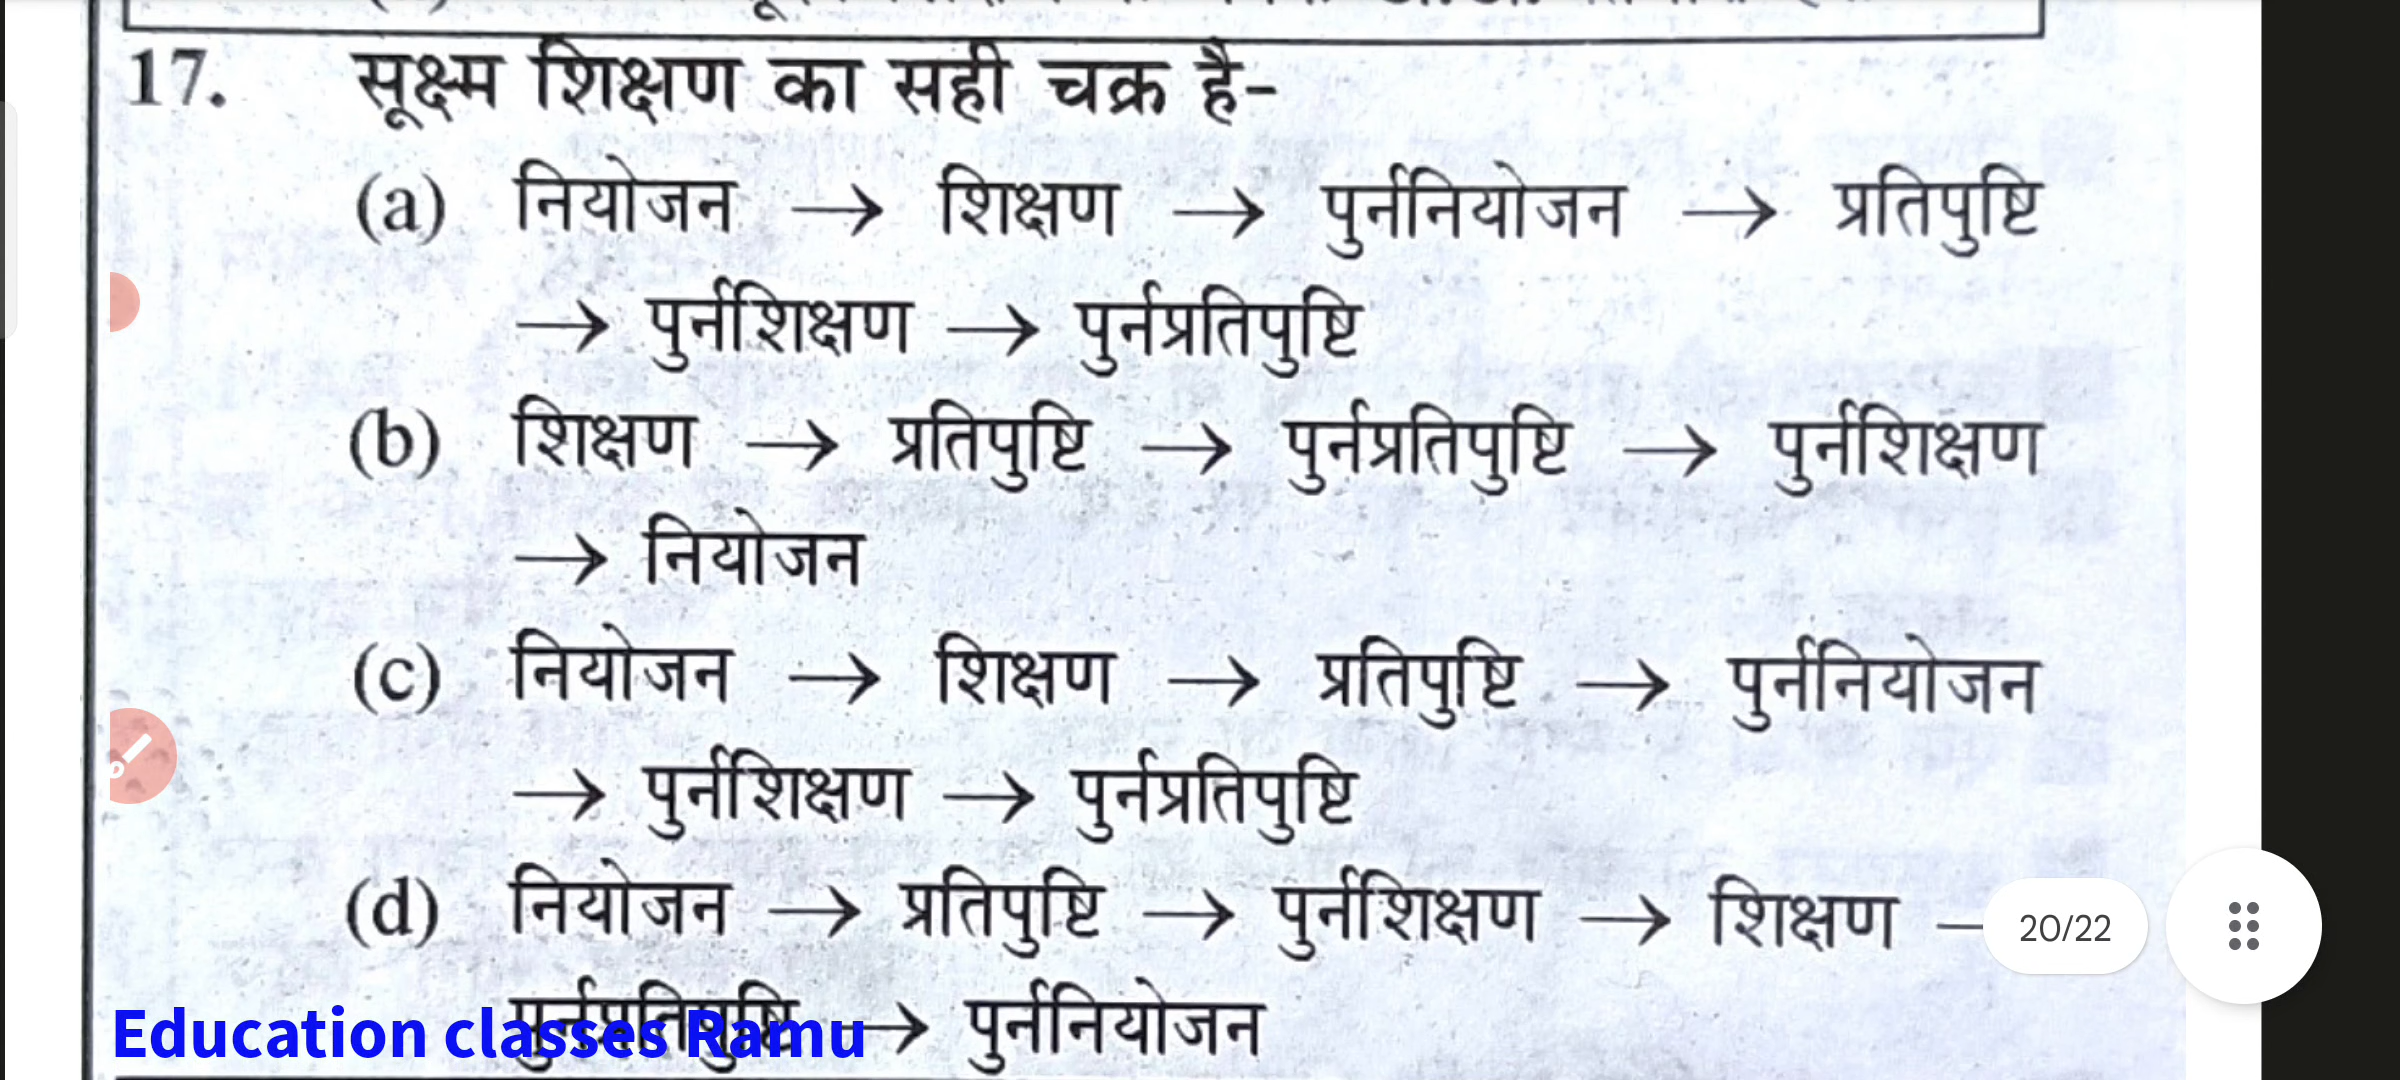 17. सूक्ष्म शिक्षण का सही चक्र है-
(a) नियोजन → शिक्षण → पुर्ननियोजन → प्रतिपुष्टि
→ पुर्नशिक्षण → पुर्नप्रतिपुष्टि
(b) शिक्षण → प्रतिपुष्टि → पुर्नप्रतिपुष्टि → पुर्नशिक्षण
→ नियोजन
(c) नियोजन → शिक्षण → प्रतिपुष्टि → पुर्ननियोजन
→ पुर्नशिक्षण → पुर्नप्रतिपुष्टि
(d) नियोजन → प्रतिपुष्टि → पुर्नशिक्षण → शिक्षण –
20/22
पुर्नप्रतिपुष्टि → पुर्ननियोजन
Education classes Ramu